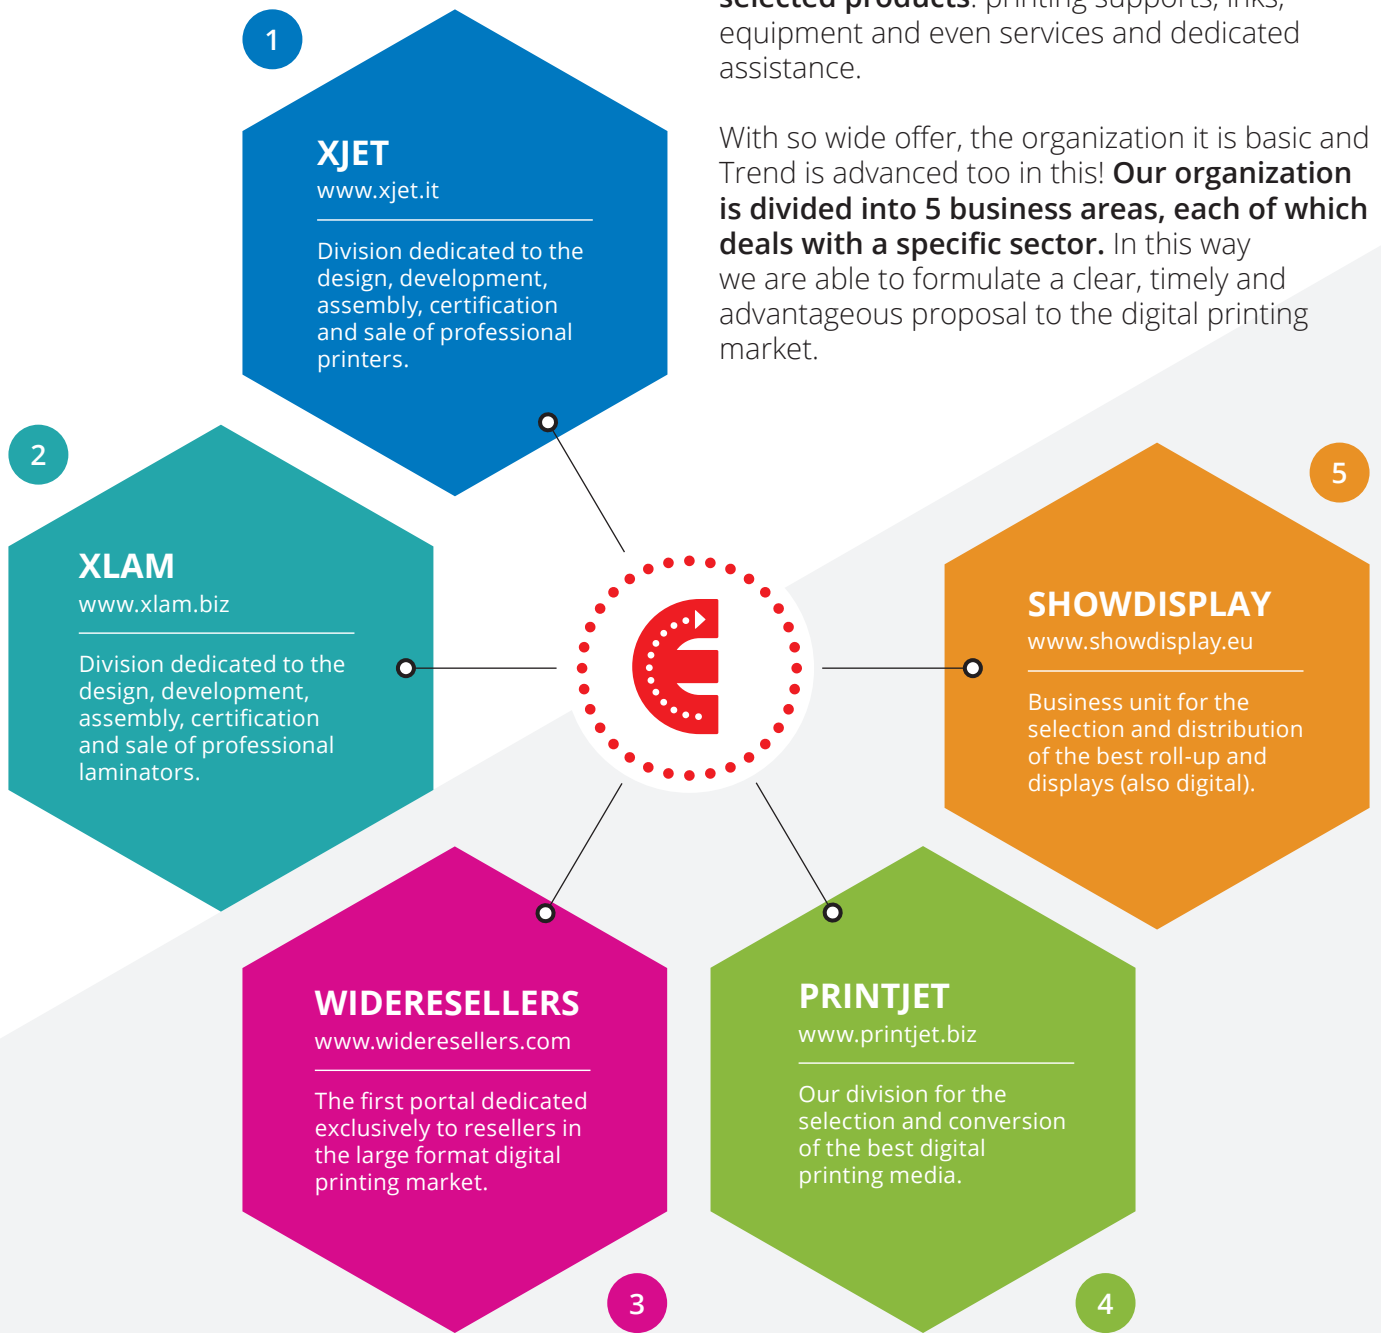 selected products: printing supports, inks,
equipment and even services and dedicated
assistance.
With so wide offer, the organization it is basic and
Trend is advanced too in this! Our organization
is divided into 5 business areas, each of which
deals with a specific sector. In this way
we are able to formulate a clear, timely and
advantageous proposal to the digital printing
market.
1
XJET
www.xjet.it
Division dedicated to the
design, development,
assembly, certification
and sale of professional
printers.
2
XLAM
www.xlam.biz
Division dedicated to the
design, development,
assembly, certification
and sale of professional
laminators.
3
WIDERESELLERS
www.wideresellers.com
The first portal dedicated
exclusively to resellers in
the large format digital
printing market.
4
PRINTJET
www.printjet.biz
Our division for the
selection and conversion
of the best digital
printing media.
5
SHOWDISPLAY
www.showdisplay.eu
Business unit for the
selection and distribution
of the best roll-up and
displays (also digital).